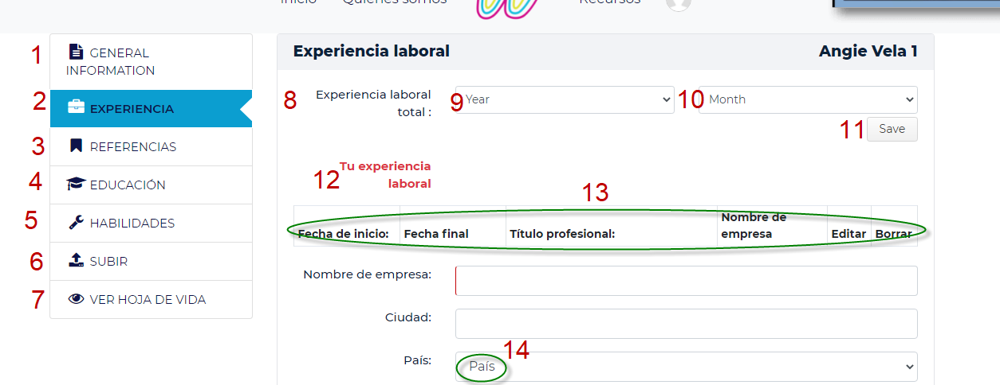 Inicio Quienes somos Recursos
1 GENERAL
INFORMATION
2 EXPERIENCIA
3 REFERENCIAS
4 EDUCACIÓN
5 HABILIDADES
6 SUBIR
7 VER HOJA DE VIDA
Experiencia laboral Angie Vela 1
8 Experiencia laboral
total :
9 Year 10 Month
11 Save
12 Tu experiencia
laboral
13
Fecha de inicio: Fecha final Título profesional: Nombre de
empresa Editar Borrar
Nombre de empresa:
Ciudad:
14
País: País